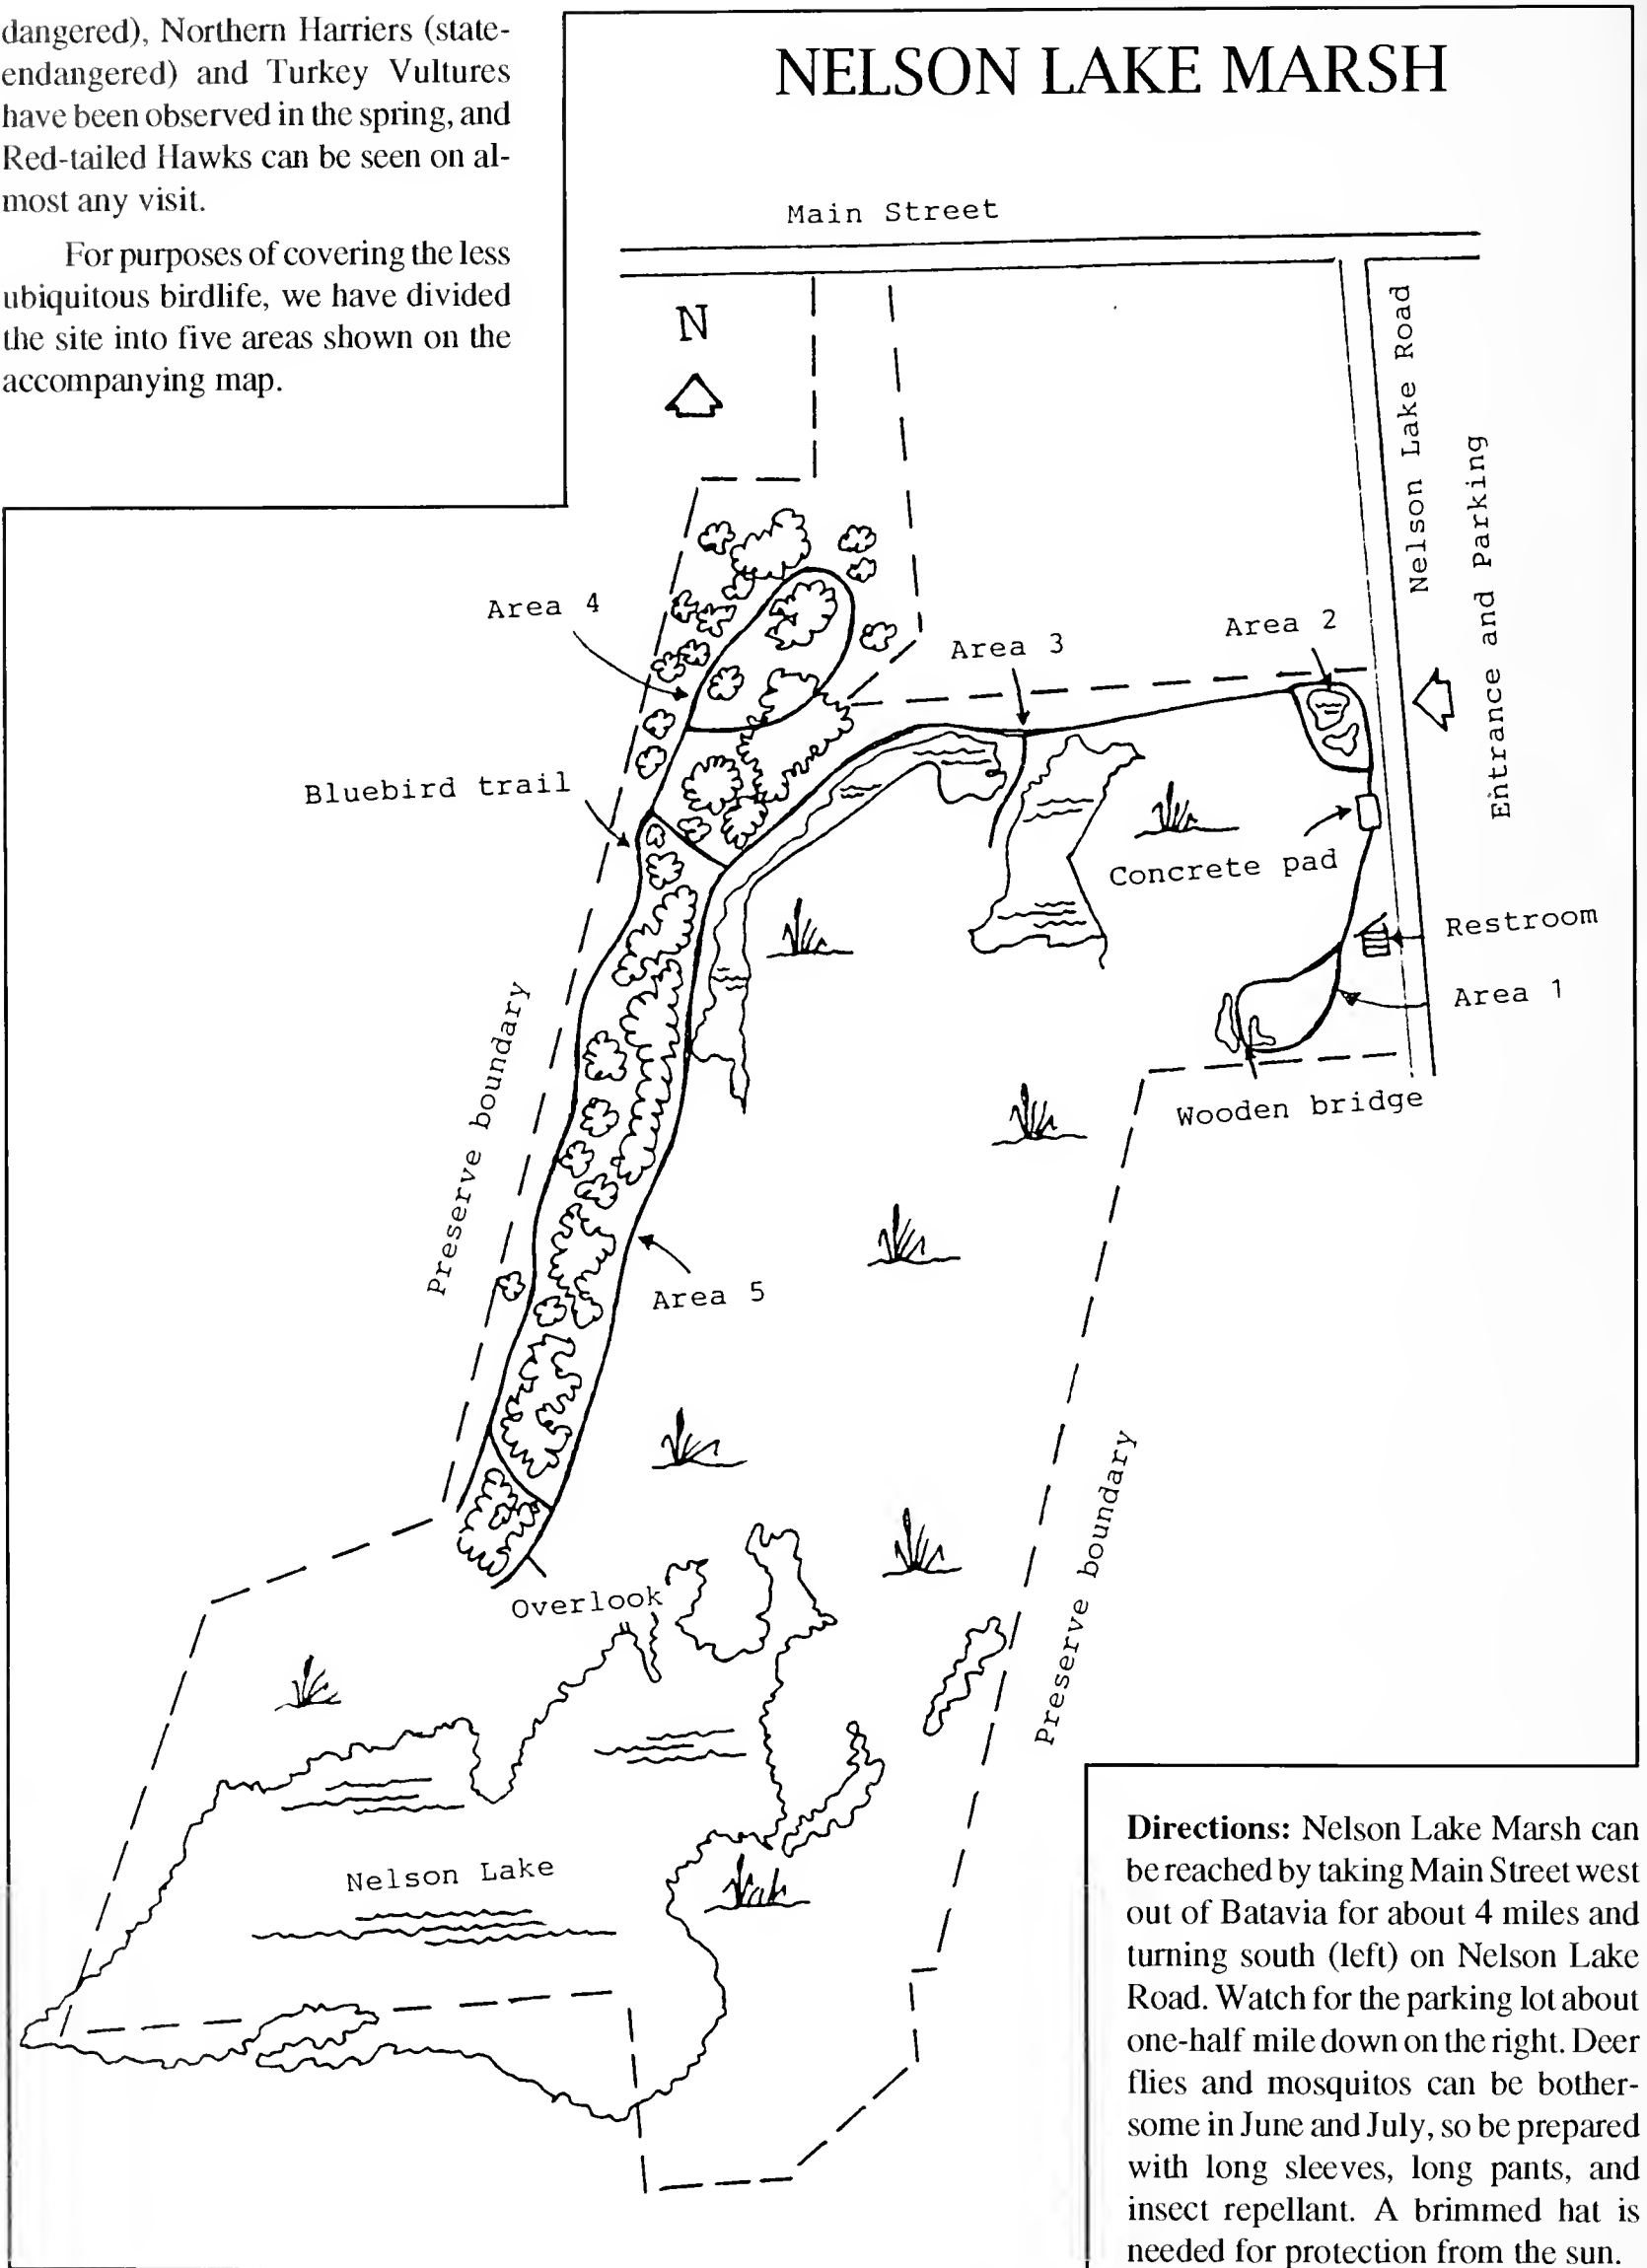 dangered), Northern Harriers (state-
endangered) and Turkey Vultures
have been observed in the spring, and
Red-tailed Hawks can be seen on al-
most any visit.
For purposes of covering the less
ubiquitous birdlife, we have divided
the site into five areas shown on the
accompanying map.
NELSON LAKE MARSH
Main Street
N
Nelson Lake Road
Entrance and Parking
Area 4
Area 3
Area 2
Bluebird trail
Concrete pad
Restroom
Area 1
Wooden bridge
Preserve boundary
Area 5
Preserve boundary
Overlook
Nelson Lake
Directions: Nelson Lake Marsh can
be reached by taking Main Street west
out of Batavia for about 4 miles and
turning south (left) on Nelson Lake
Road. Watch for the parking lot about
one-half mile down on the right. Deer
flies and mosquitos can be bother-
some in June and July, so be prepared
with long sleeves, long pants, and
insect repellant. A brimmed hat is
needed for protection from the sun.